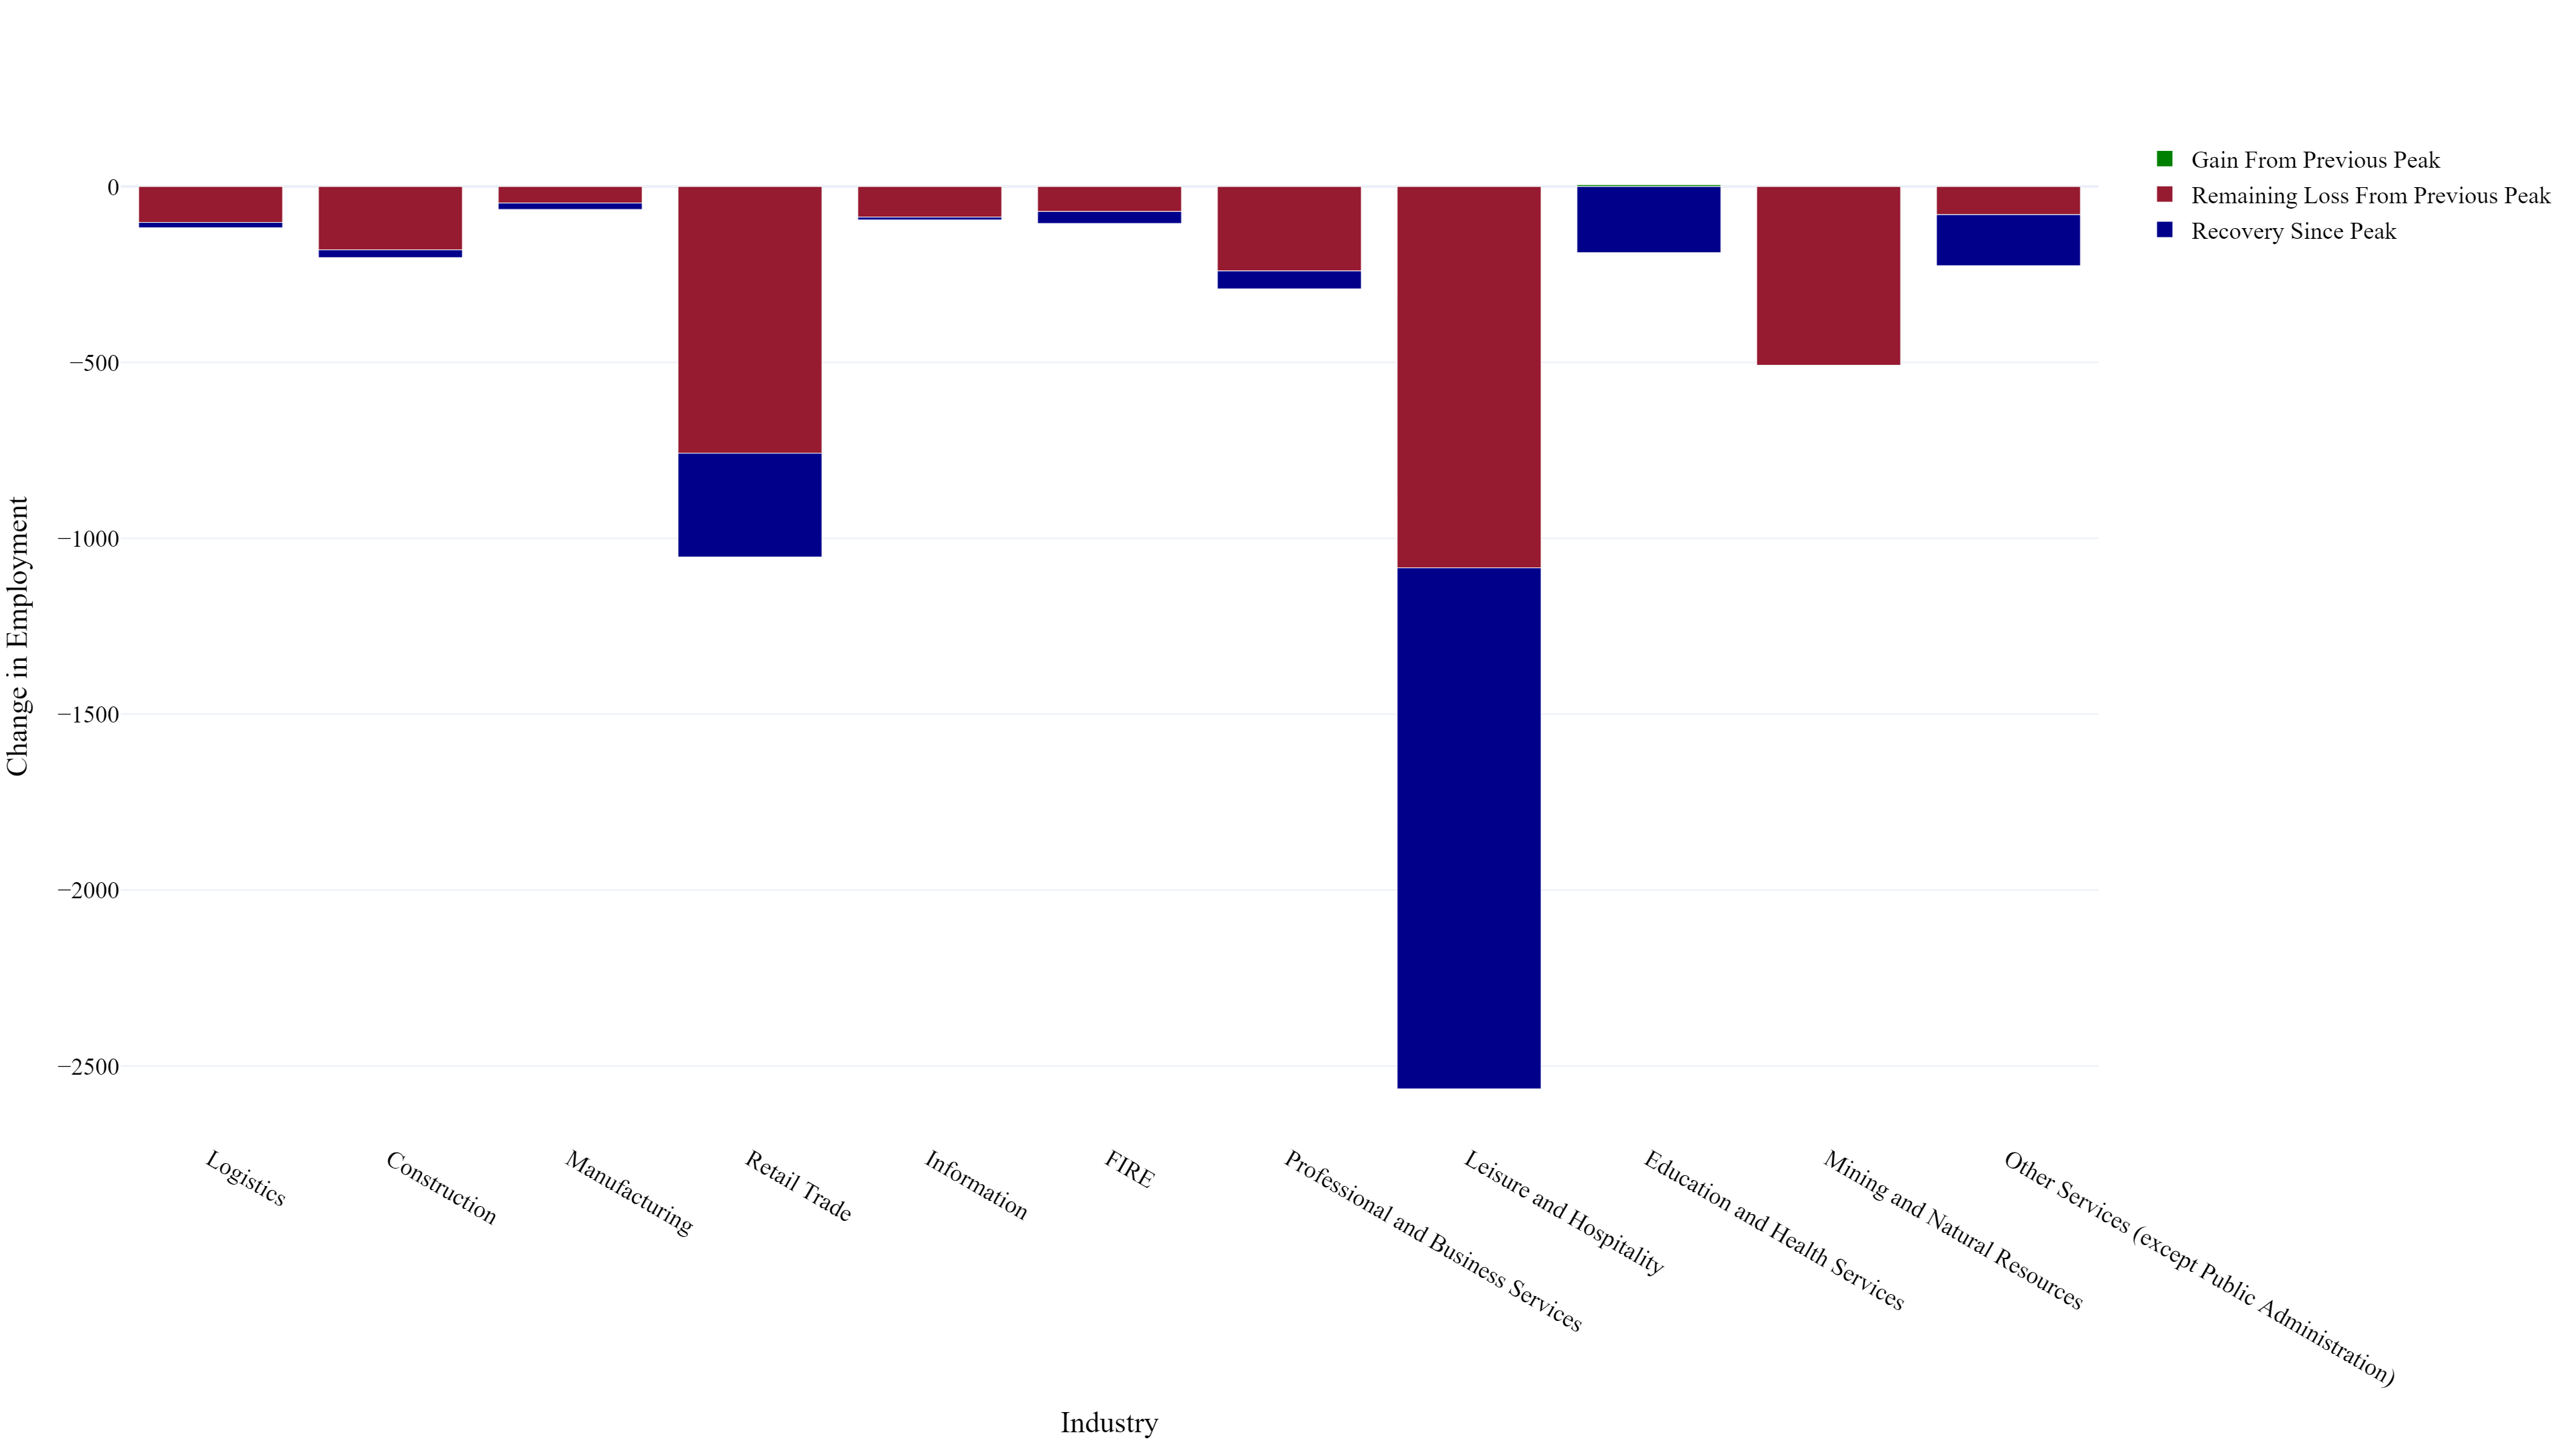 Gain From Previous Peak
Remaining Loss From Previous Peak
Recovery Since Peak
0
−500
−1000
−1500
−2000
−2500
Change in Employment
Logistics
Construction
Manufacturing
Retail Trade
Information
FIRE
Professional and Business Services
Leisure and Hospitality
Education and Health Services
Mining and Natural Resources
Other Services (except Public Administration)
Industry